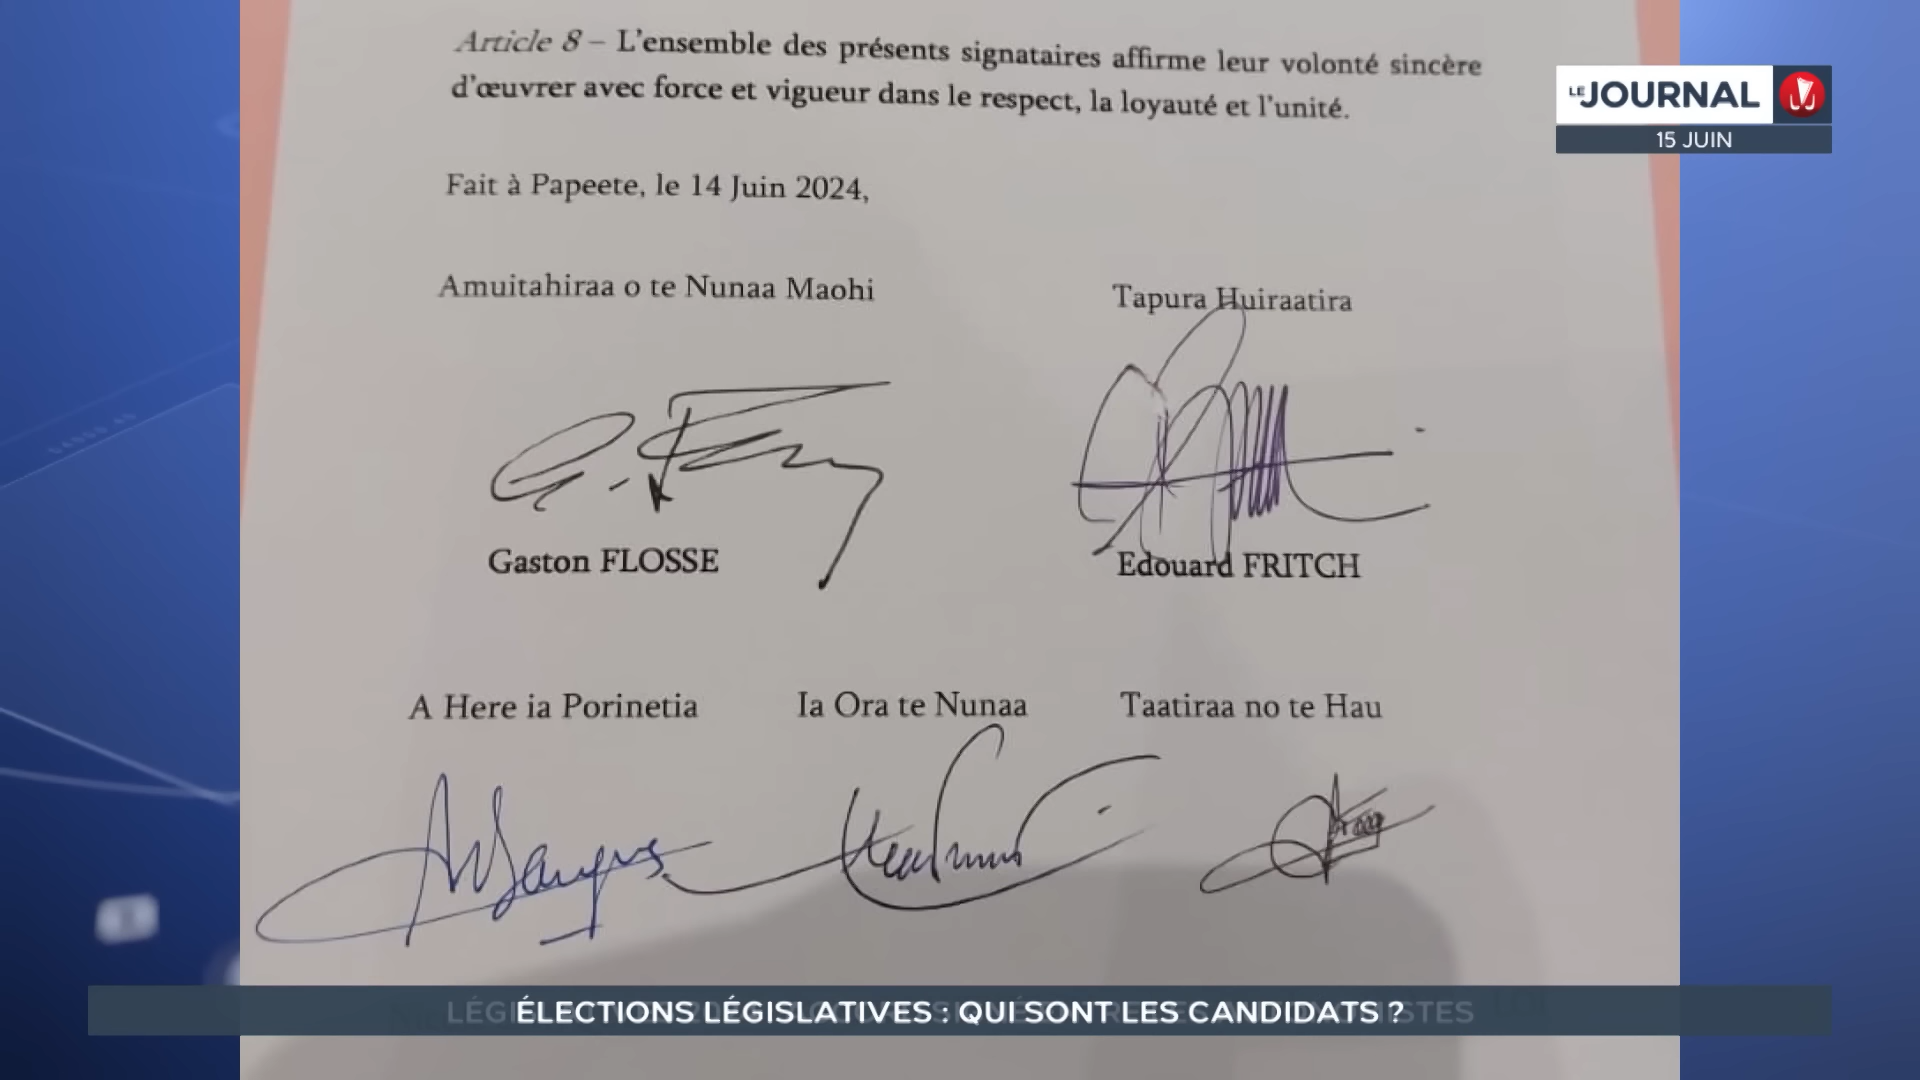 Article 8 – L'ensemble des présents signataires affirme leur volonté sincère
d'œuvrer avec force et vigueur dans le respect, la loyauté et l'unité.
LE JOURNAL
15 JUIN
Fait à Papeete, le 14 Juin 2024,
Amuitahiraa o te Nunaa Maohi
Tapura Huiraatira
Gaston FLOSSE
Edouard FRITCH
A Here ia Porinetia
Ia Ora te Nunaa
Taatiraa no te Hau
ÉLECTIONS LÉGISLATIVES : QUI SONT LES CANDIDATS ?